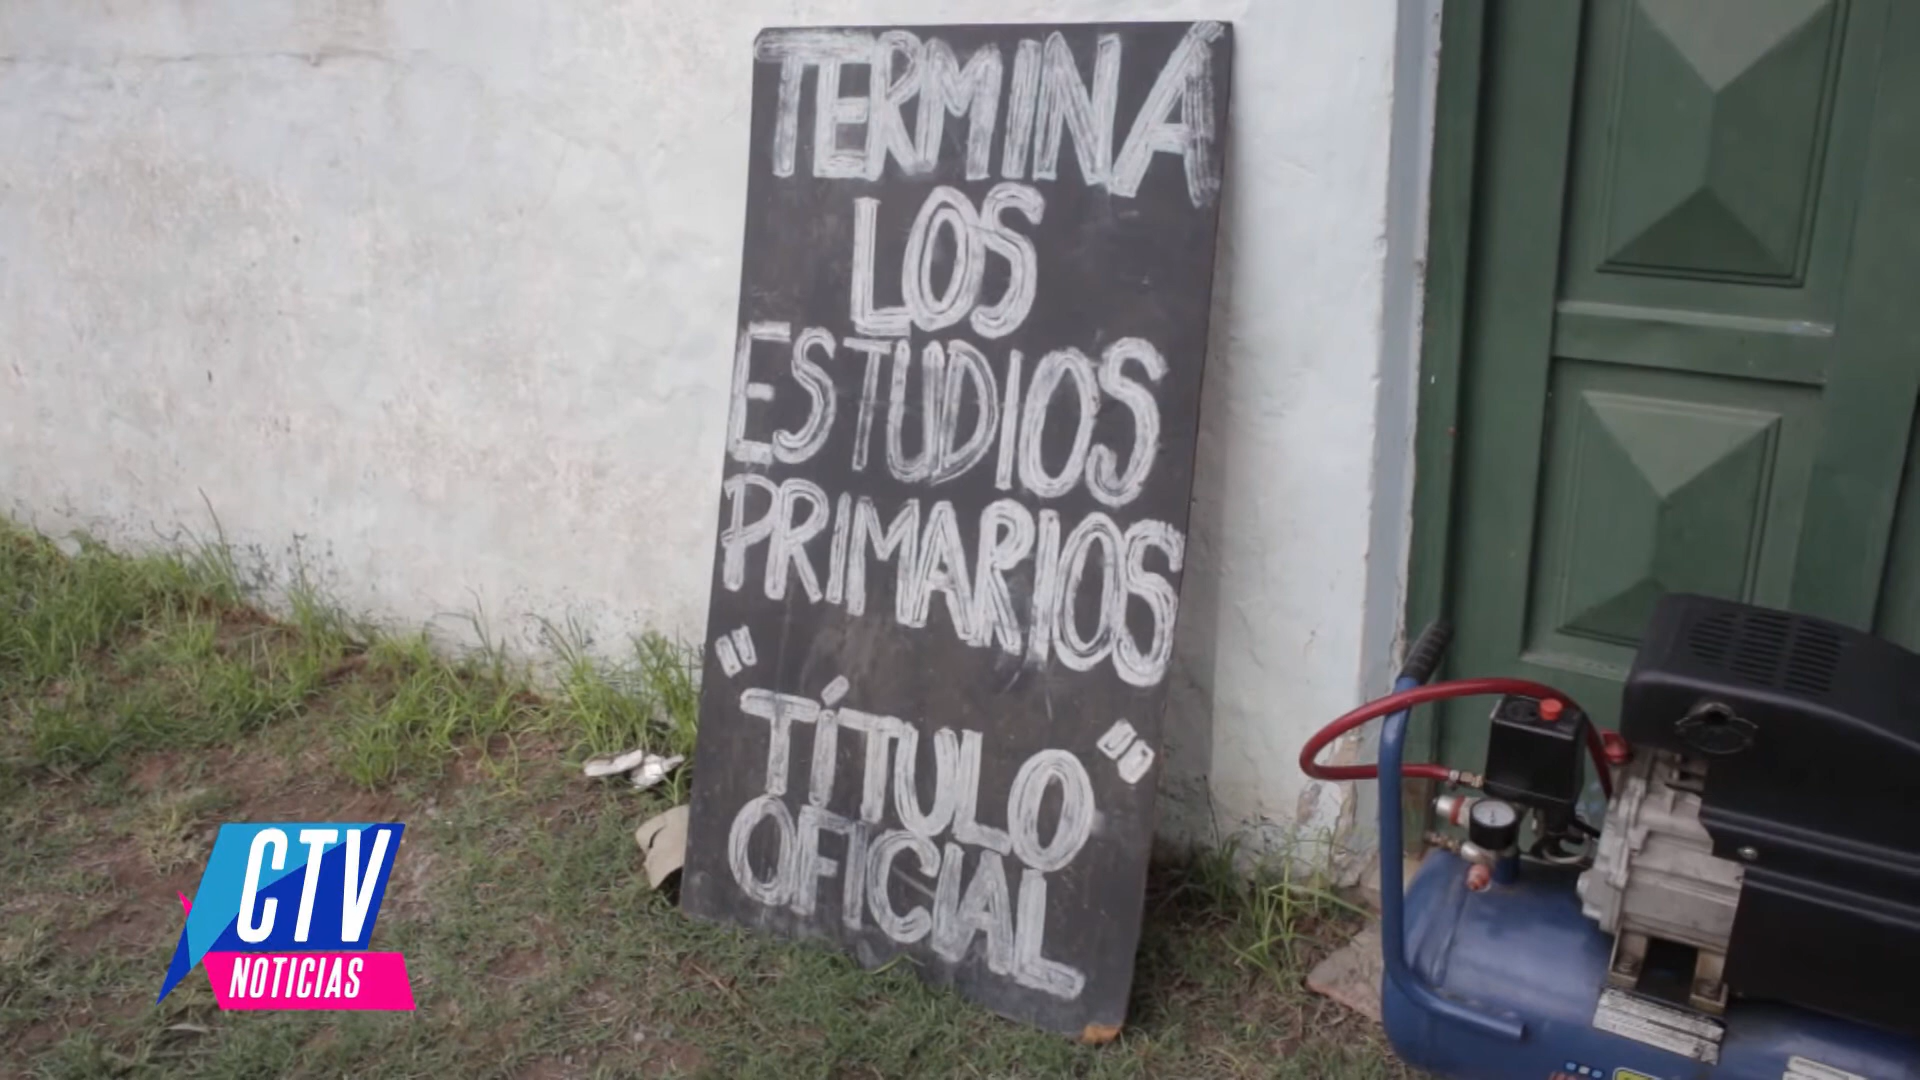 TERMINÁ
LOS
ESTUDIOS
PRIMARIOS
"TÍTULO"
OFICIAL
CTV
NOTICIAS